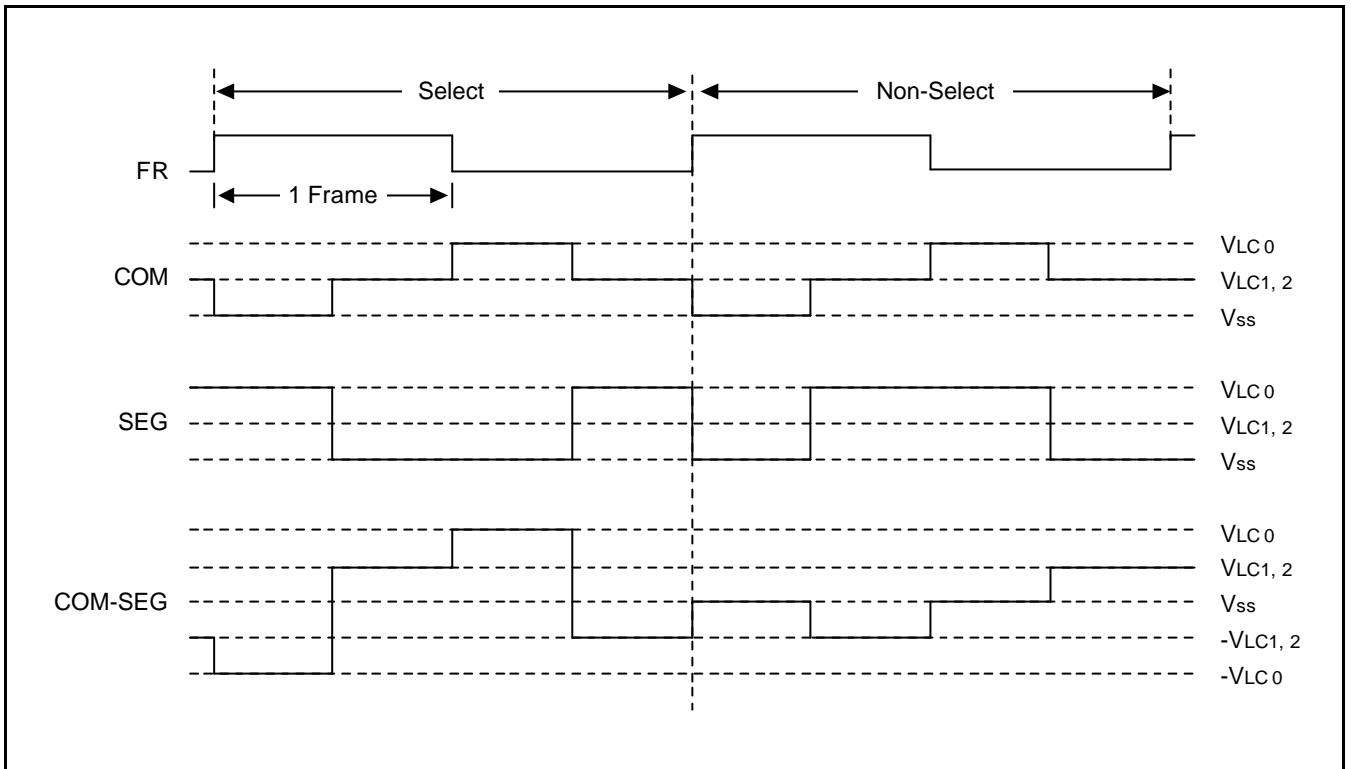 Select
Non-Select
FR
1 Frame
COM
VLC 0
VLC1, 2
Vss
SEG
VLC 0
VLC1, 2
Vss
COM-SEG
VLC 0
VLC1, 2
Vss
-VLC1, 2
-VLC 0